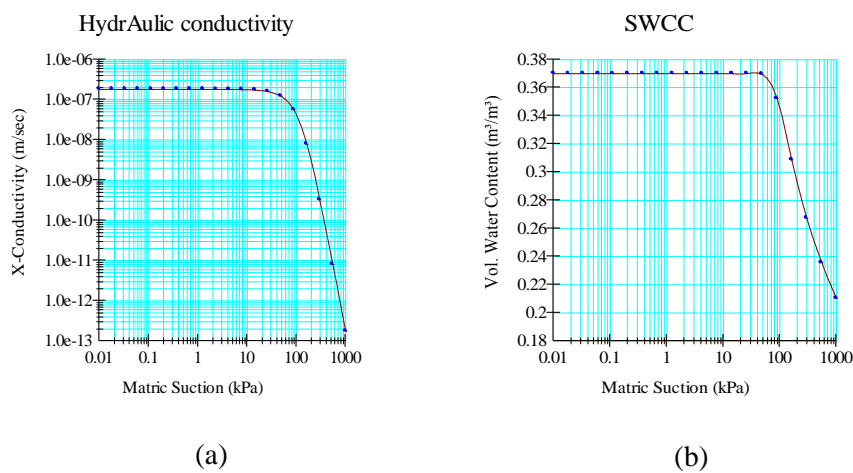 HydrAulic conductivity
X-Conductivity (m/sec)
1.0e-06
1.0e-07
1.0e-08
1.0e-09
1.0e-10
1.0e-11
1.0e-12
1.0e-13
0.01 0.1 1 10 100 1000
Matric Suction (kPa)
(a)
SWCC
Vol. Water Content (m³/m³)
0.38
0.36
0.34
0.32
0.3
0.28
0.26
0.24
0.22
0.2
0.18
0.01 0.1 1 10 100 1000
Matric Suction (kPa)
(b)